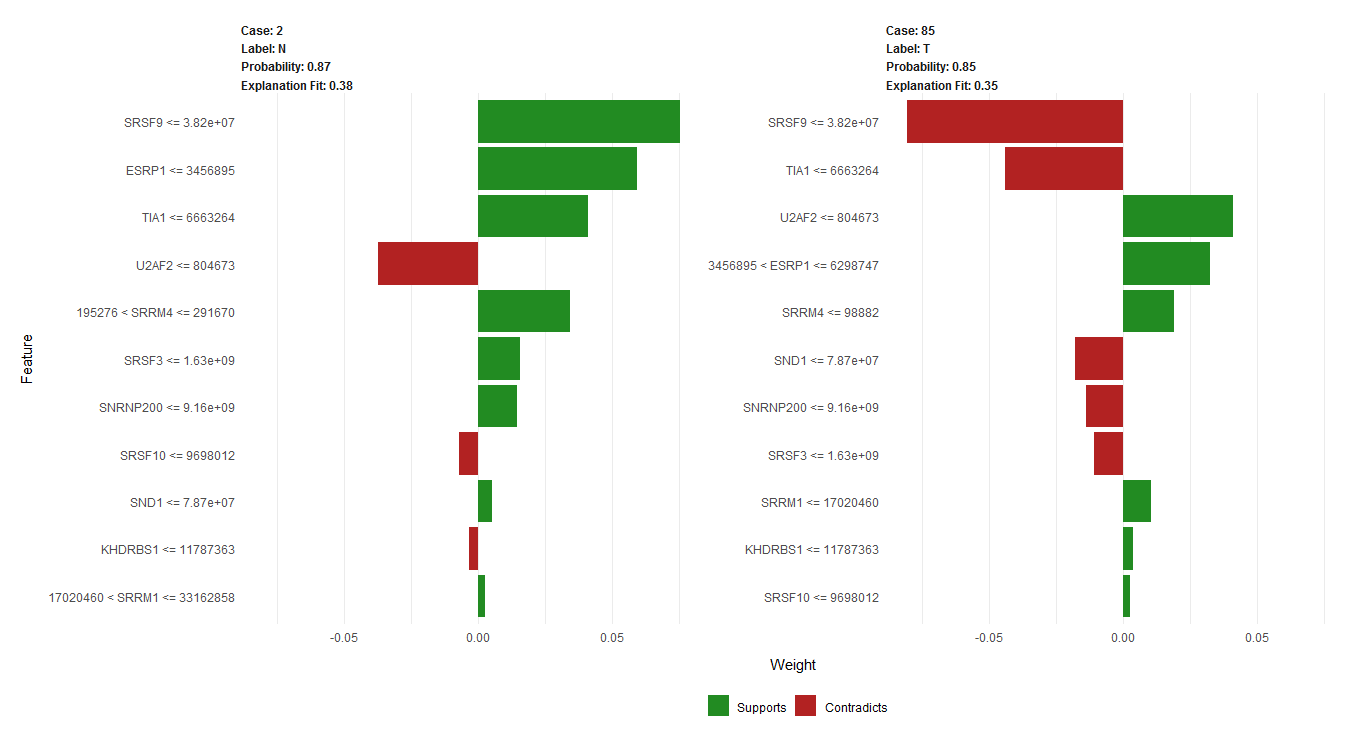 Case: 2
Label: N
Probability: 0.87
Explanation Fit: 0.38
SRSF9 <= 3.82e+07
ESRP1 <= 3456895
TIA1 <= 6663264
U2AF2 <= 804673
195276 < SRRM4 <= 291670
SRSF3 <= 1.63e+09
SNRNP200 <= 9.16e+09
SRSF10 <= 9698012
SND1 <= 7.87e+07
KHDRBS1 <= 11787363
17020460 < SRRM1 <= 33162858
-0.05 0.00 0.05
Case: 85
Label: T
Probability: 0.85
Explanation Fit: 0.35
SRSF9 <= 3.82e+07
TIA1 <= 6663264
U2AF2 <= 804673
3456895 < ESRP1 <= 6298747
SRRM4 <= 98882
SND1 <= 7.87e+07
SNRNP200 <= 9.16e+09
SRSF3 <= 1.63e+09
SRRM1 <= 17020460
KHDRBS1 <= 11787363
SRSF10 <= 9698012
-0.05 0.00 0.05
Feature
Weight
Supports Contradicts